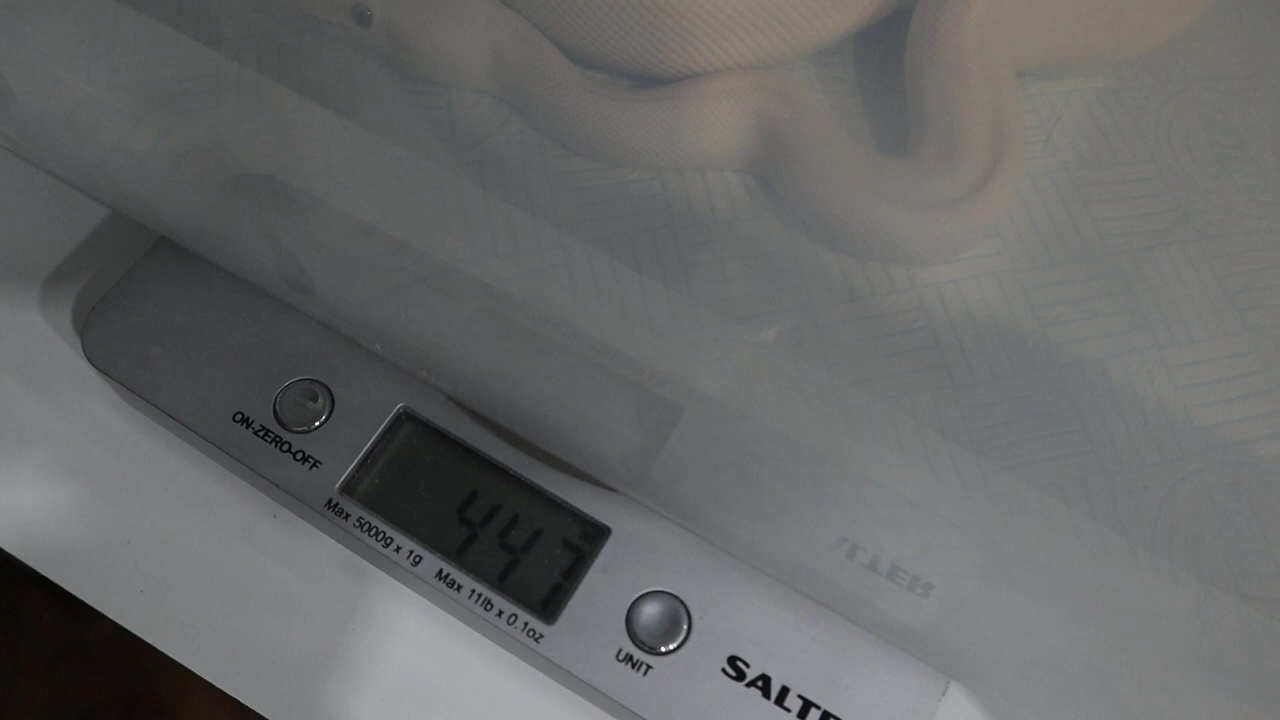 ON-ZERO-OFF
447
Max 5000g x 1g Max 11lb x 0.1oz
UNIT
SALTE